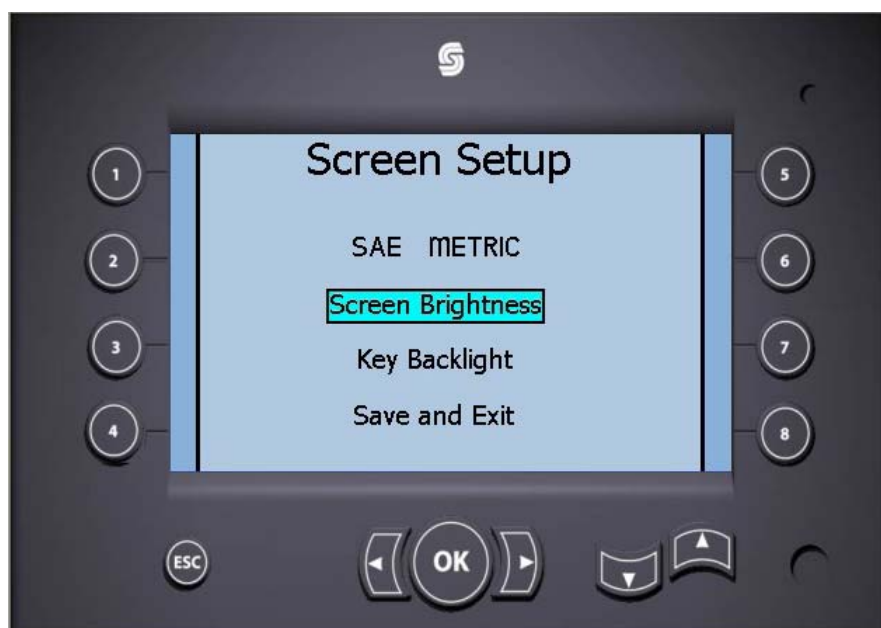 Screen Setup
1
5
SAE METRIC
2
6
Screen Brightness
3
Key Backlight
7
Save and Exit
4
8
ESC
OK